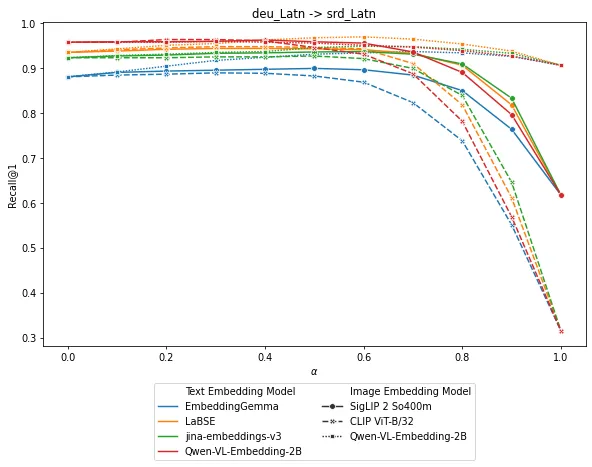 deu_Latn -> srd_Latn
1.0
0.9
0.8
0.7
0.6
0.5
0.4
0.3
Recall@1
0.0 0.2 0.4 0.6 0.8 1.0
α
Text Embedding Model
EmbeddingGemma
LaBSE
jina-embeddings-v3
Qwen-VL-Embedding-2B
Image Embedding Model
SigLIP 2 So400m
CLIP ViT-B/32
Qwen-VL-Embedding-2B